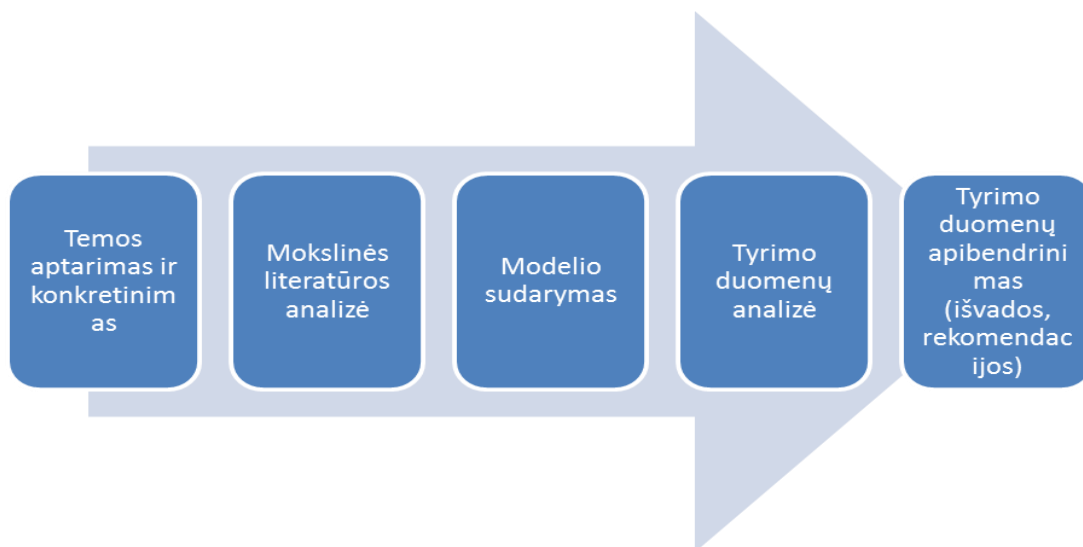 Temos
aptarimas ir
konkretinim
as
Mokslinės
literatūros
analizė
Modelio
sudarymas
Tyrimo
duomenų
analizė
Tyrimo
duomenų
apibendrini
mas
(išvados,
rekomendac
ijos)